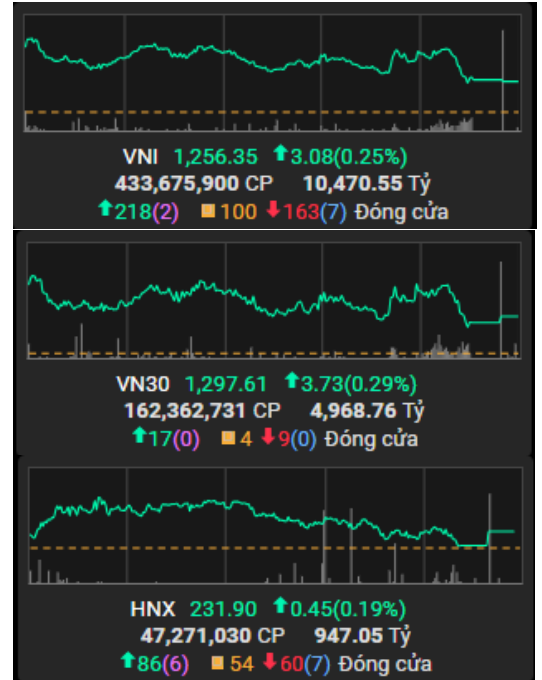 VNI 1,256.35 3.08(0.25%)
433,675,900 CP 10,470.55 Tỷ
218(2) 100 163(7) Đóng cửa
VN30 1,297.61 3.73(0.29%)
162,362,731 CP 4,968.76 Tỷ
17(0) 4 9(0) Đóng cửa
HNX 231.90 0.45(0.19%)
47,271,030 CP 947.05 Tỷ
86(6) 54 60(7) Đóng cửa